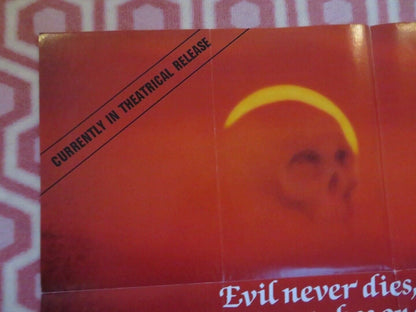 CURRENTLY IN THEATRICAL RELEASE
Evil never dies,